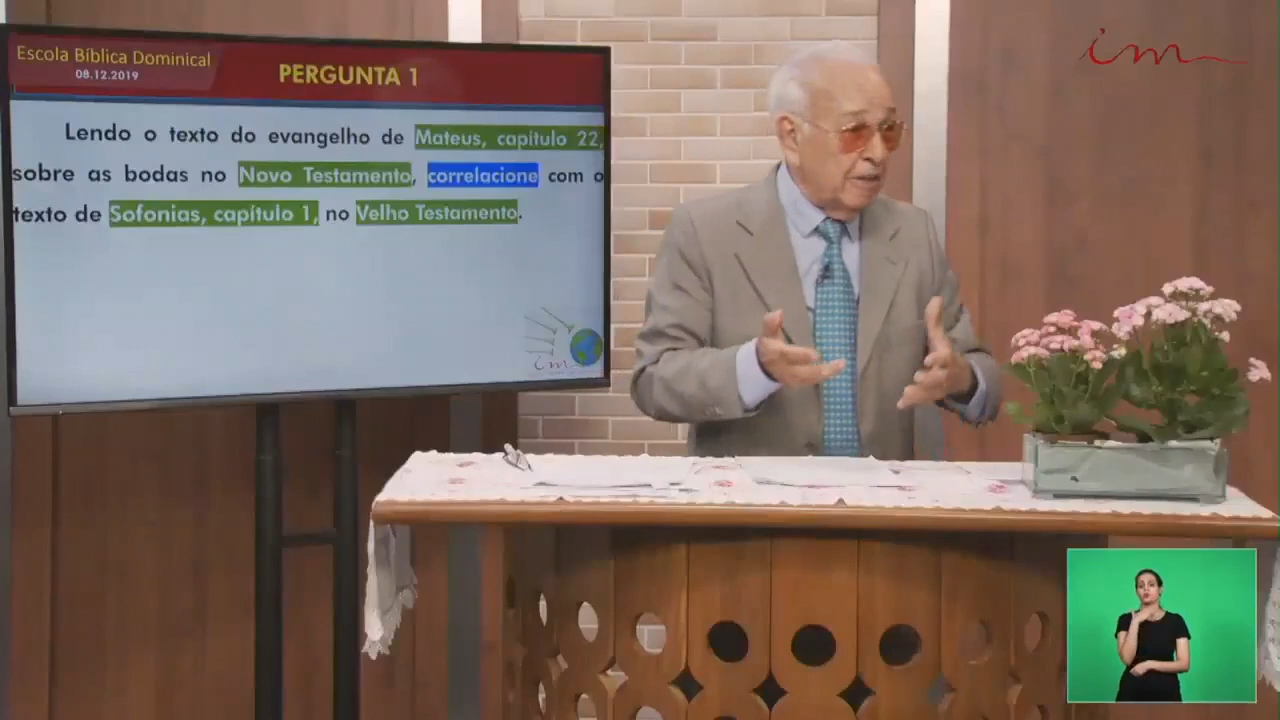 Escola Bíblica Dominical
08.12.2019
PERGUNTA 1
Lendo o texto do evangelho de Mateus, capítulo 22,
sobre as bodas no Novo Testamento, correlacione com o
texto de Sofonias, capítulo 1, no Velho Testamento.
im
im